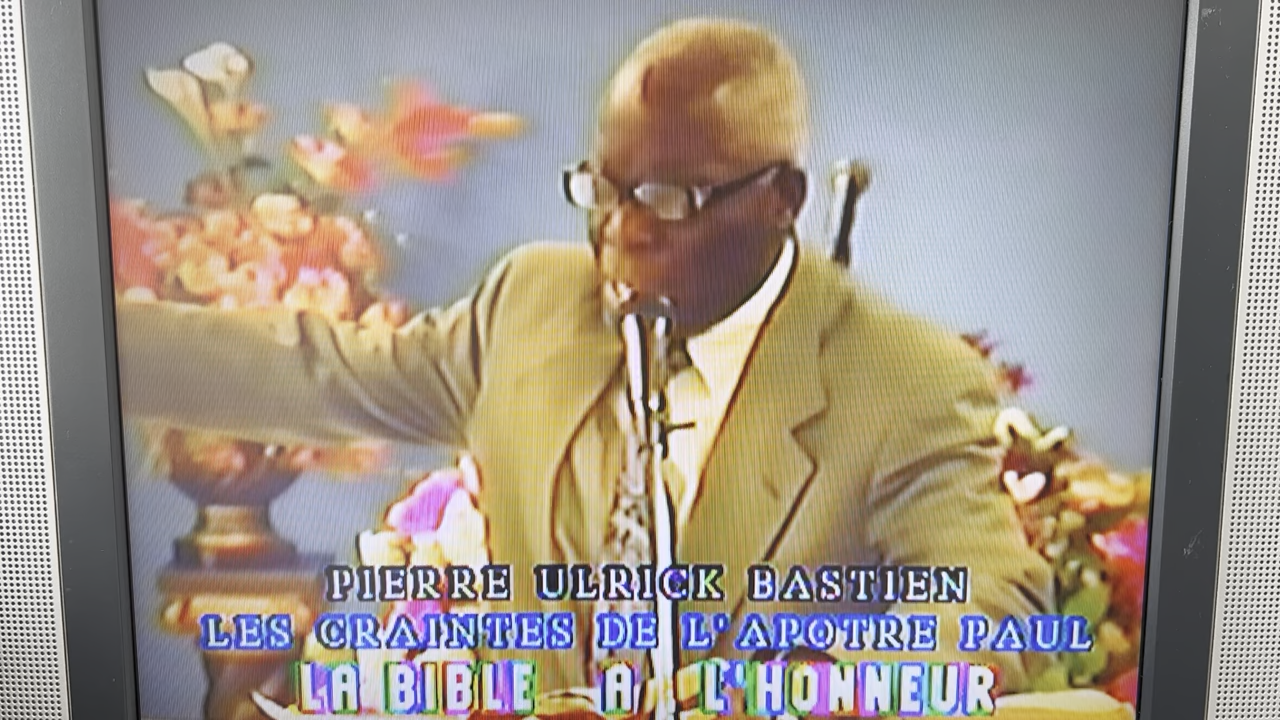 PIERRE ULRICK BASTIEN
LES CRAINTES DE L'APOTRE PAUL
LA BIBLE A L'HONNEUR